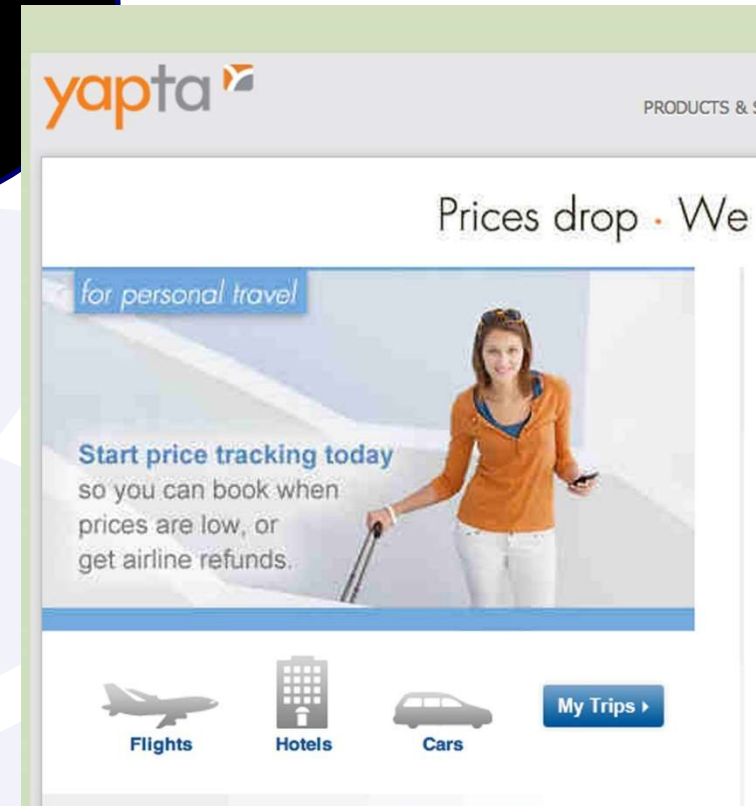 yapta
PRODUCTS &
Prices drop · We
for personal travel
Start price tracking today
so you can book when
prices are low, or
get airline refunds.
Flights
Hotels
Cars
My Trips